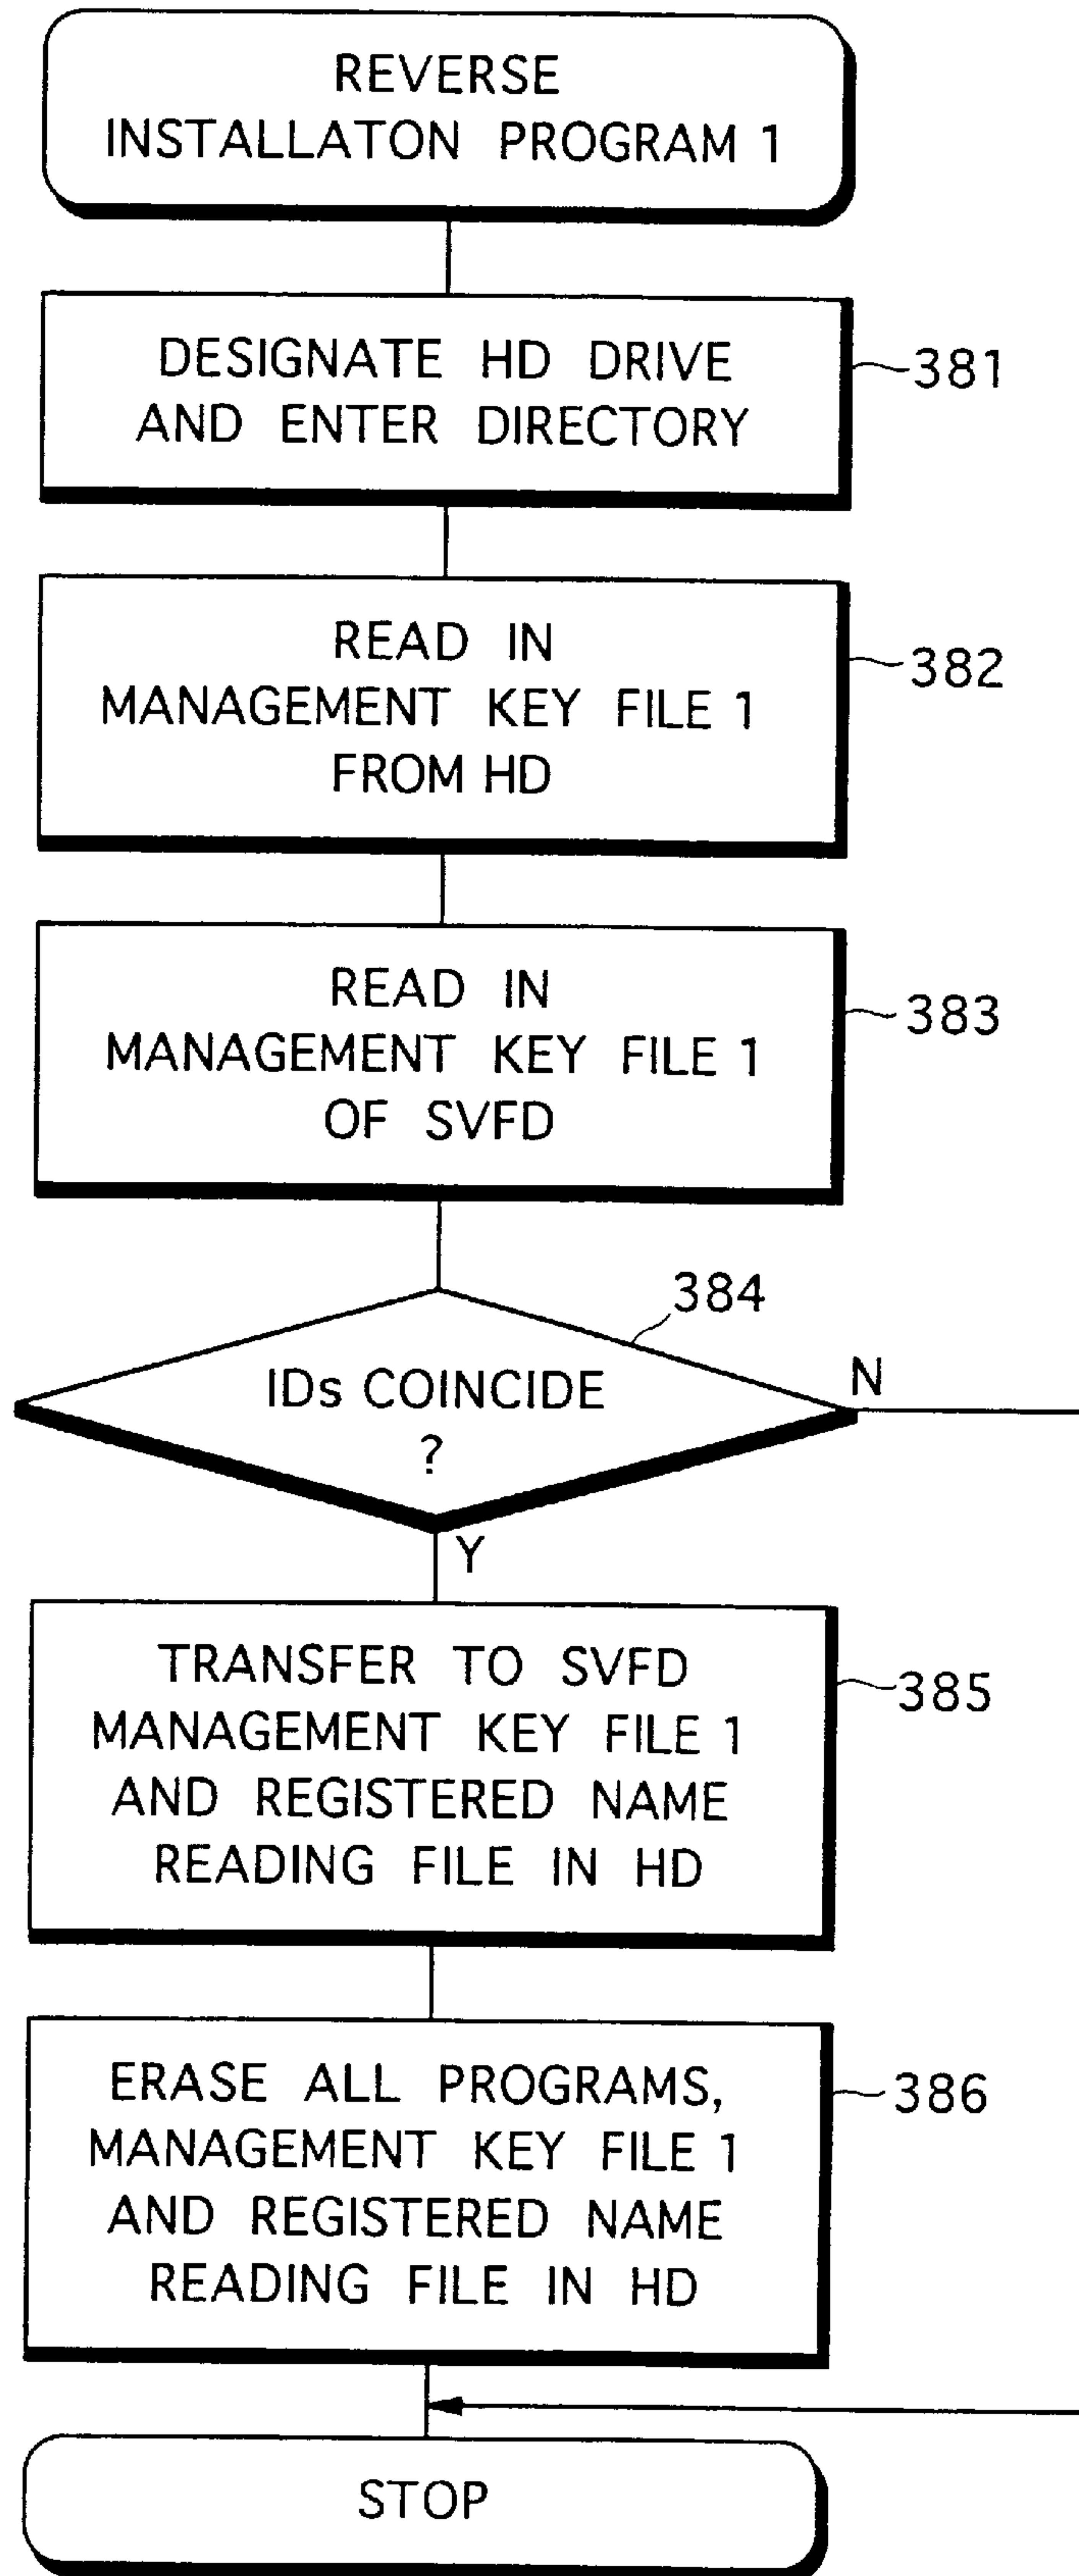 REVERSE
INSTALLATON PROGRAM 1
DESIGNATE HD DRIVE
AND ENTER DIRECTORY
381
READ IN
MANAGEMENT KEY FILE 1
FROM HD
382
READ IN
MANAGEMENT KEY FILE 1
OF SVFD
383
384
IDs COINCIDE
?
N
Y
TRANSFER TO SVFD
MANAGEMENT KEY FILE 1
AND REGISTERED NAME
READING FILE IN HD
385
ERASE ALL PROGRAMS,
MANAGEMENT KEY FILE 1
AND REGISTERED NAME
READING FILE IN HD
386
STOP